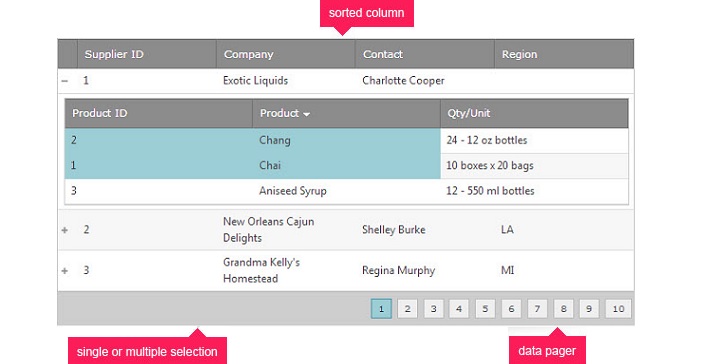 sorted column
Supplier ID Company Contact Region
1 Exotic Liquids Charlotte Cooper
Product ID Product Qty/Unit
2 Chang 24 - 12 oz bottles
1 Chai 10 boxes x 20 bags
3 Aniseed Syrup 12 - 550 ml bottles
2 New Orleans Cajun Delights Shelley Burke LA
3 Grandma Kelly's Homestead Regina Murphy MI
1 2 3 4 5 6 7 8 9 10
single or multiple selection
data pager